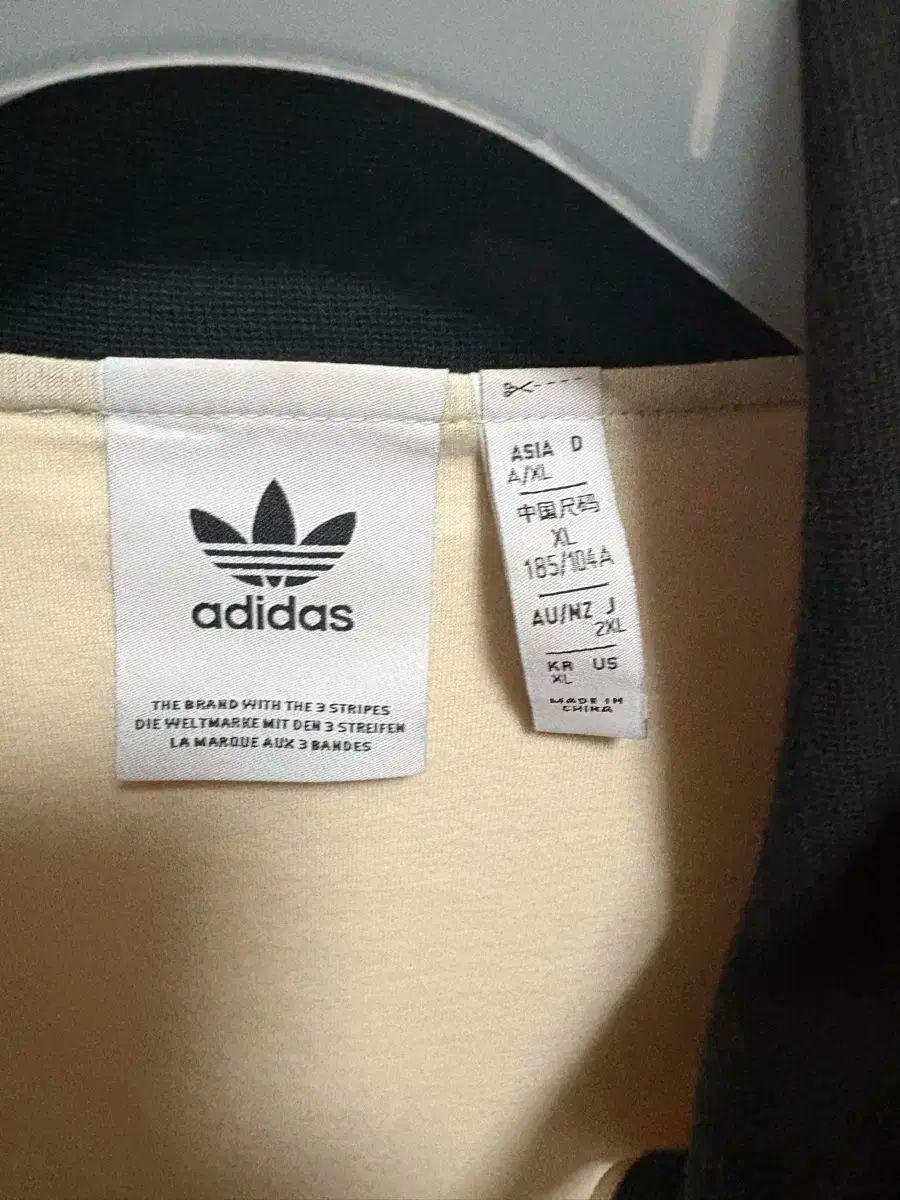 adidas
THE BRAND WITH THE 3 STRIPES
DIE WELTMARKE MIT DEN 3 STREIFEN
LA MARQUE AUX 3 BANDES
ASIA D
A/XL
中国尺码
XL
185/104A
AU/NZ J
2XL
KR US
XL
MADE IN
CHINA